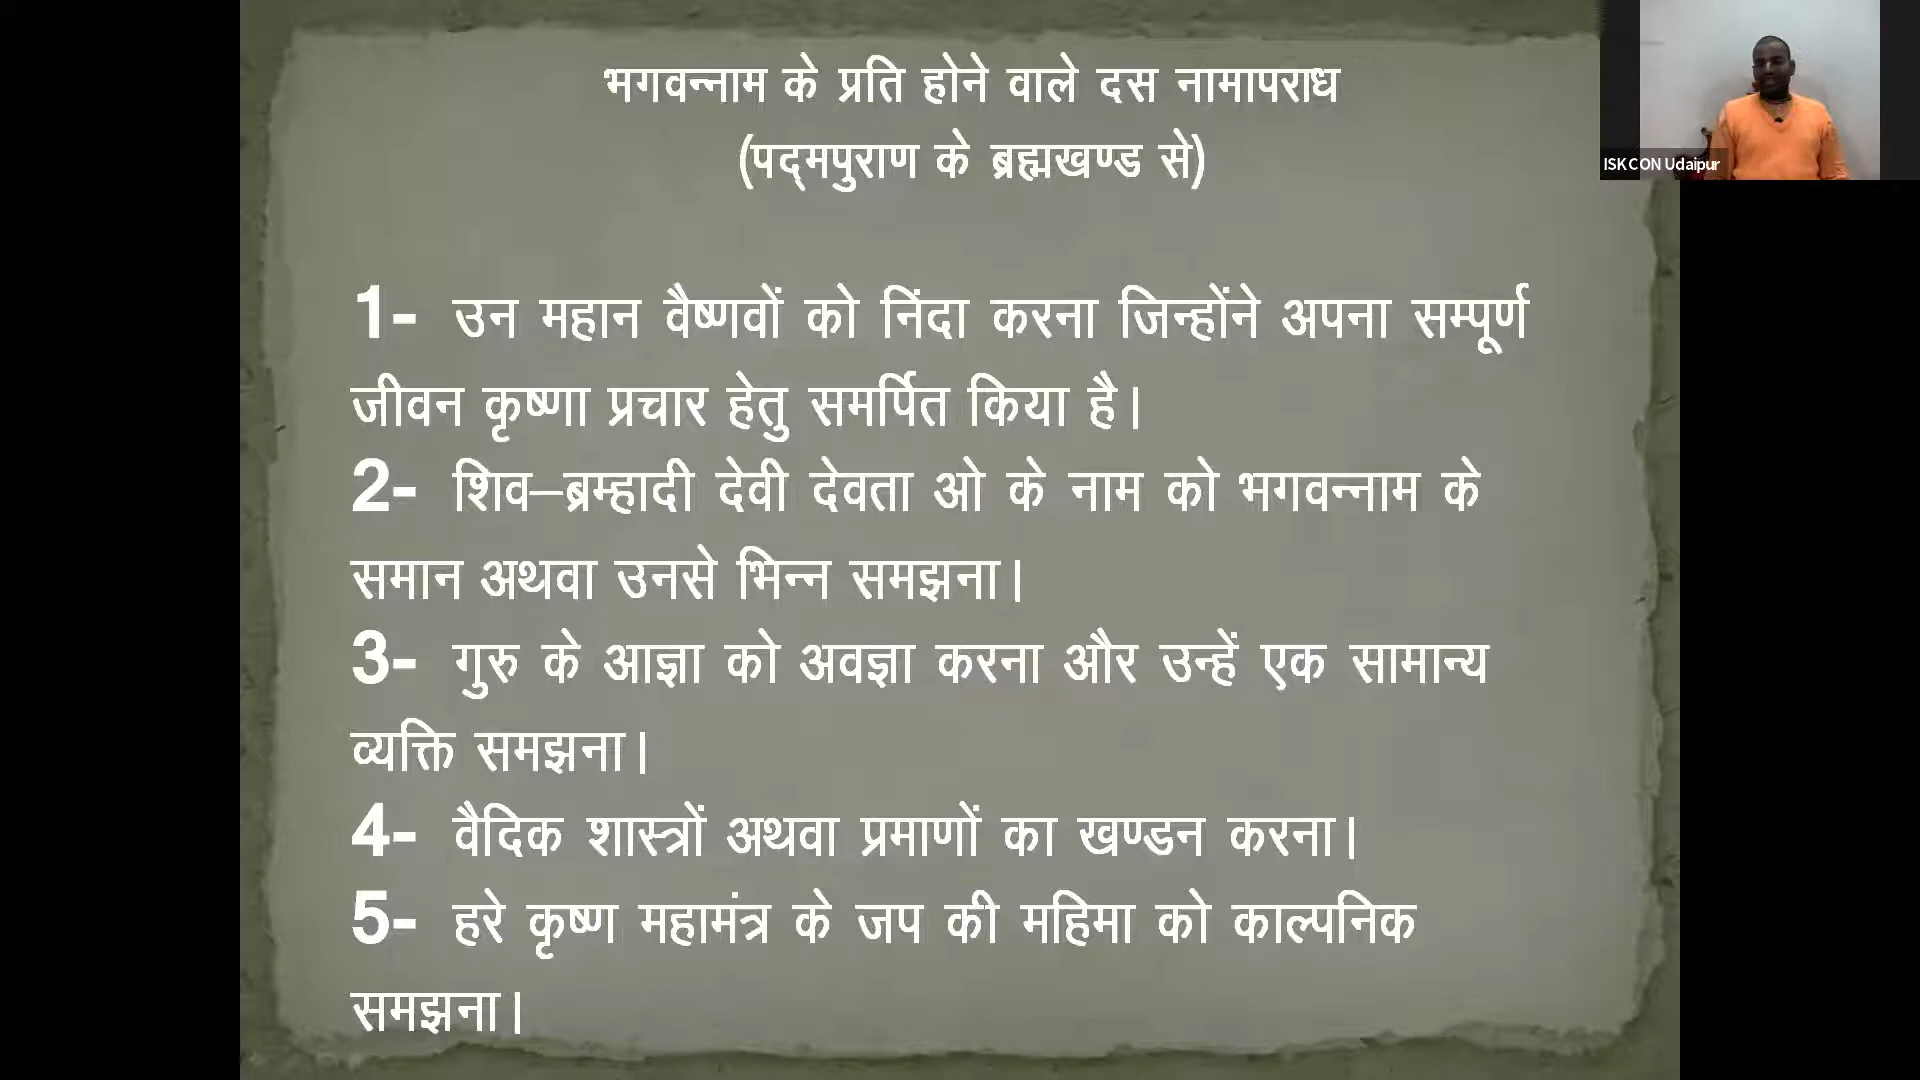 भगवन्नाम के प्रति होने वाले दस नामापराध
(पद्मपुराण के ब्रह्मखण्ड से)
ISKCON Udaipur
1- उन महान वैष्णवों को निंदा करना जिन्होंने अपना सम्पूर्ण
जीवन कृष्णा प्रचार हेतु समर्पित किया है।
2- शिव–ब्रम्हादी देवी देवता ओ के नाम को भगवन्नाम के
समान अथवा उनसे भिन्न समझना।
3- गुरु के आज्ञा को अवज्ञा करना और उन्हें एक सामान्य
व्यक्ति समझना।
4- वैदिक शास्त्रों अथवा प्रमाणों का खण्डन करना।
5- हरे कृष्ण महामंत्र के जप की महिमा को काल्पनिक
समझना।